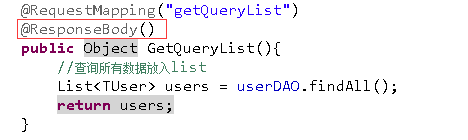 @RequestMapping("getQueryList")
@ResponseBody()
public Object GetQueryList(){
//查询所有数据放入list
List<TUser> users = userDAO.findAll();
return users;
}